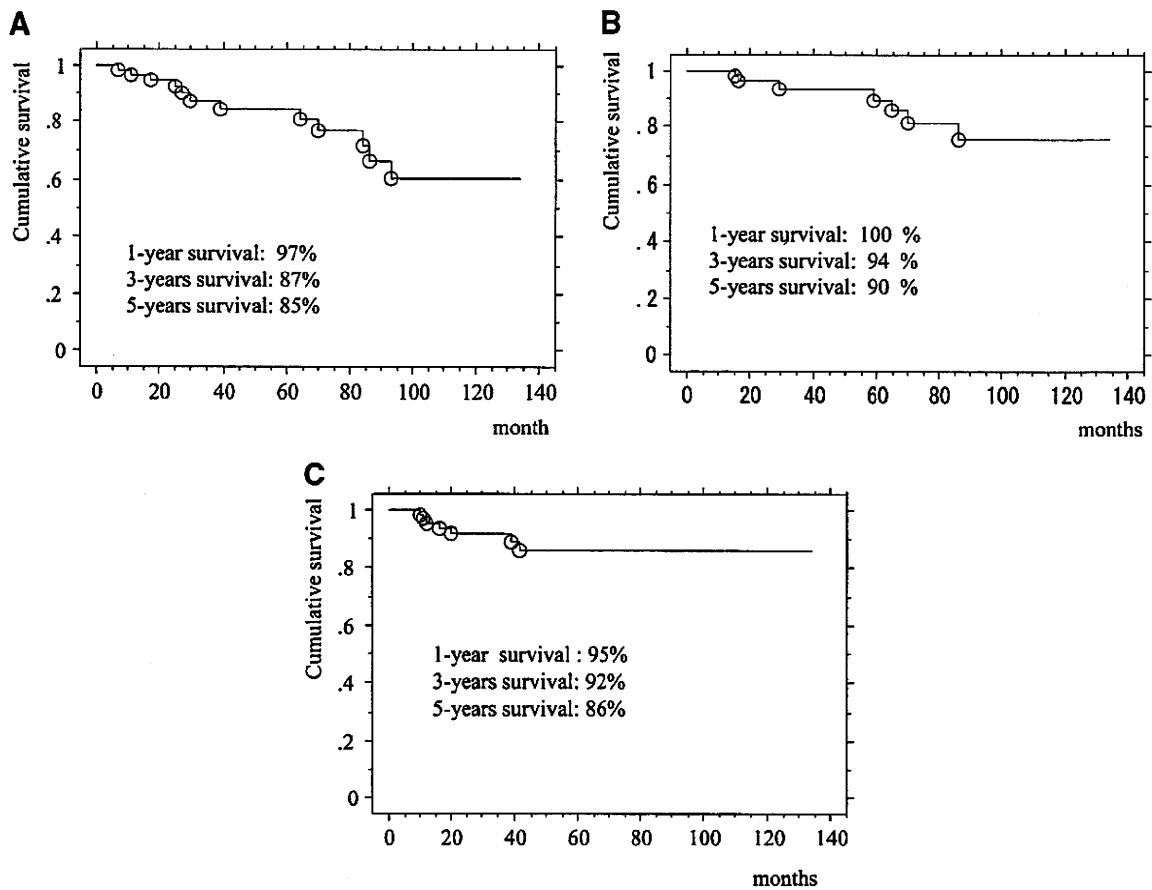 A
Cumulative survival
1
.8
.6
.4
.2
0
1-year survival: 97%
3-years survival: 87%
5-years survival: 85%
0 20 40 60 80 100 120 140
month
B
Cumulative survival
1
.8
.6
.4
.2
0
1-year survival: 100 %
3-years survival: 94 %
5-years survival: 90 %
0 20 40 60 80 100 120 140
months
C
Cumulative survival
1
.8
.6
.4
.2
0
1-year survival : 95%
3-years survival: 92%
5-years survival: 86%
0 20 40 60 80 100 120 140
months